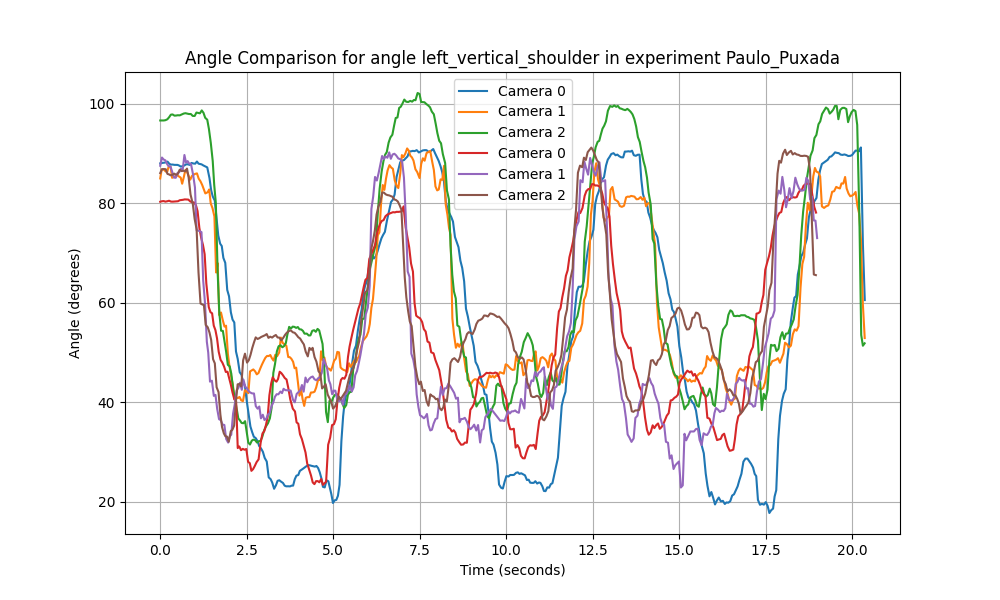 Angle Comparison for angle left_vertical_shoulder in experiment Paulo_Puxada
Camera 0
Camera 1
Camera 2
Camera 0
Camera 1
Camera 2
100
80
60
40
20
Angle (degrees)
0.0 2.5 5.0 7.5 10.0 12.5 15.0 17.5 20.0
Time (seconds)